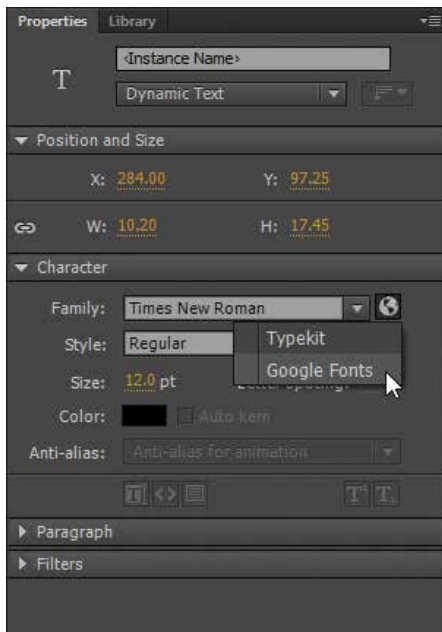 Properties Library
T
<Instance Name>
Dynamic Text
Position and Size
X: 284.00 Y: 97.25
W: 10.20 H: 17.45
Character
Family: Times New Roman
Typekit
Style: Regular
Google Fonts
Size: 12.0 pt Letter spacing:
Color: Auto kern
Anti-alias: Anti-alias for animation
T T
Paragraph
Filters